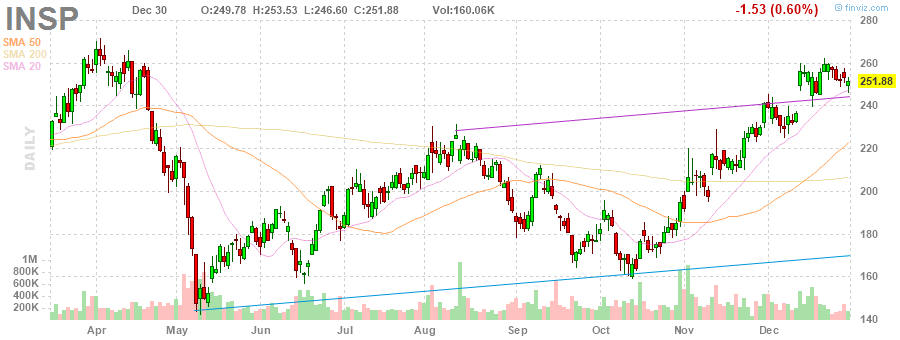 INSP Dec 30 O:249.78 H:253.53 L:246.60 C:251.88 Vol:160.06K -1.53 (0.60%) © finviz.com
SMA 50
SMA 200
SMA 20
DAILY
280
260
251.88
240
220
200
180
160
140
1M
800K
600K
400K
200K
Apr May Jun Jul Aug Sep Oct Nov Dec